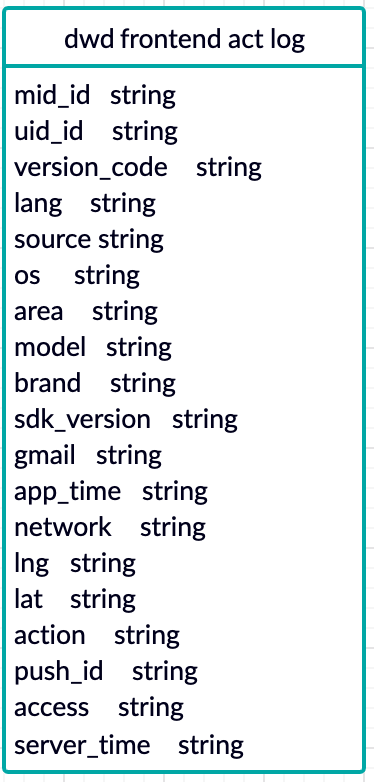 dwd frontend act log
mid_id string
uid_id string
version_code string
lang string
source string
os string
area string
model string
brand string
sdk_version string
gmail string
app_time string
network string
lng string
lat string
action string
push_id string
access string
server_time string